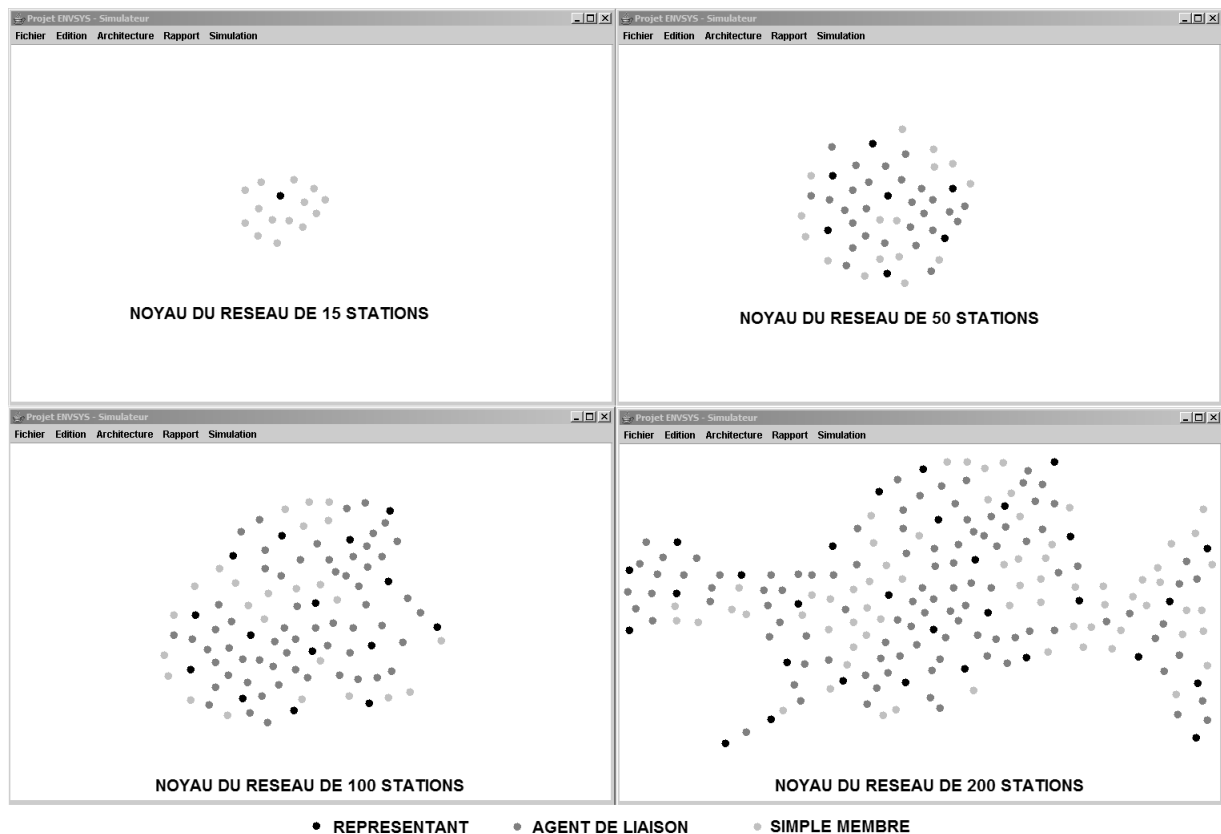 Projet ENVSYS - Simulateur
Fichier Edition Architecture Rapport Simulation
NOYAU DU RESEAU DE 15 STATIONS
Projet ENVSYS - Simulateur
Fichier Edition Architecture Rapport Simulation
NOYAU DU RESEAU DE 50 STATIONS
Projet ENVSYS - Simulateur
Fichier Edition Architecture Rapport Simulation
NOYAU DU RESEAU DE 100 STATIONS
Projet ENVSYS - Simulateur
Fichier Edition Architecture Rapport Simulation
NOYAU DU RESEAU DE 200 STATIONS
REPRESENTANT AGENT DE LIAISON SIMPLE MEMBRE